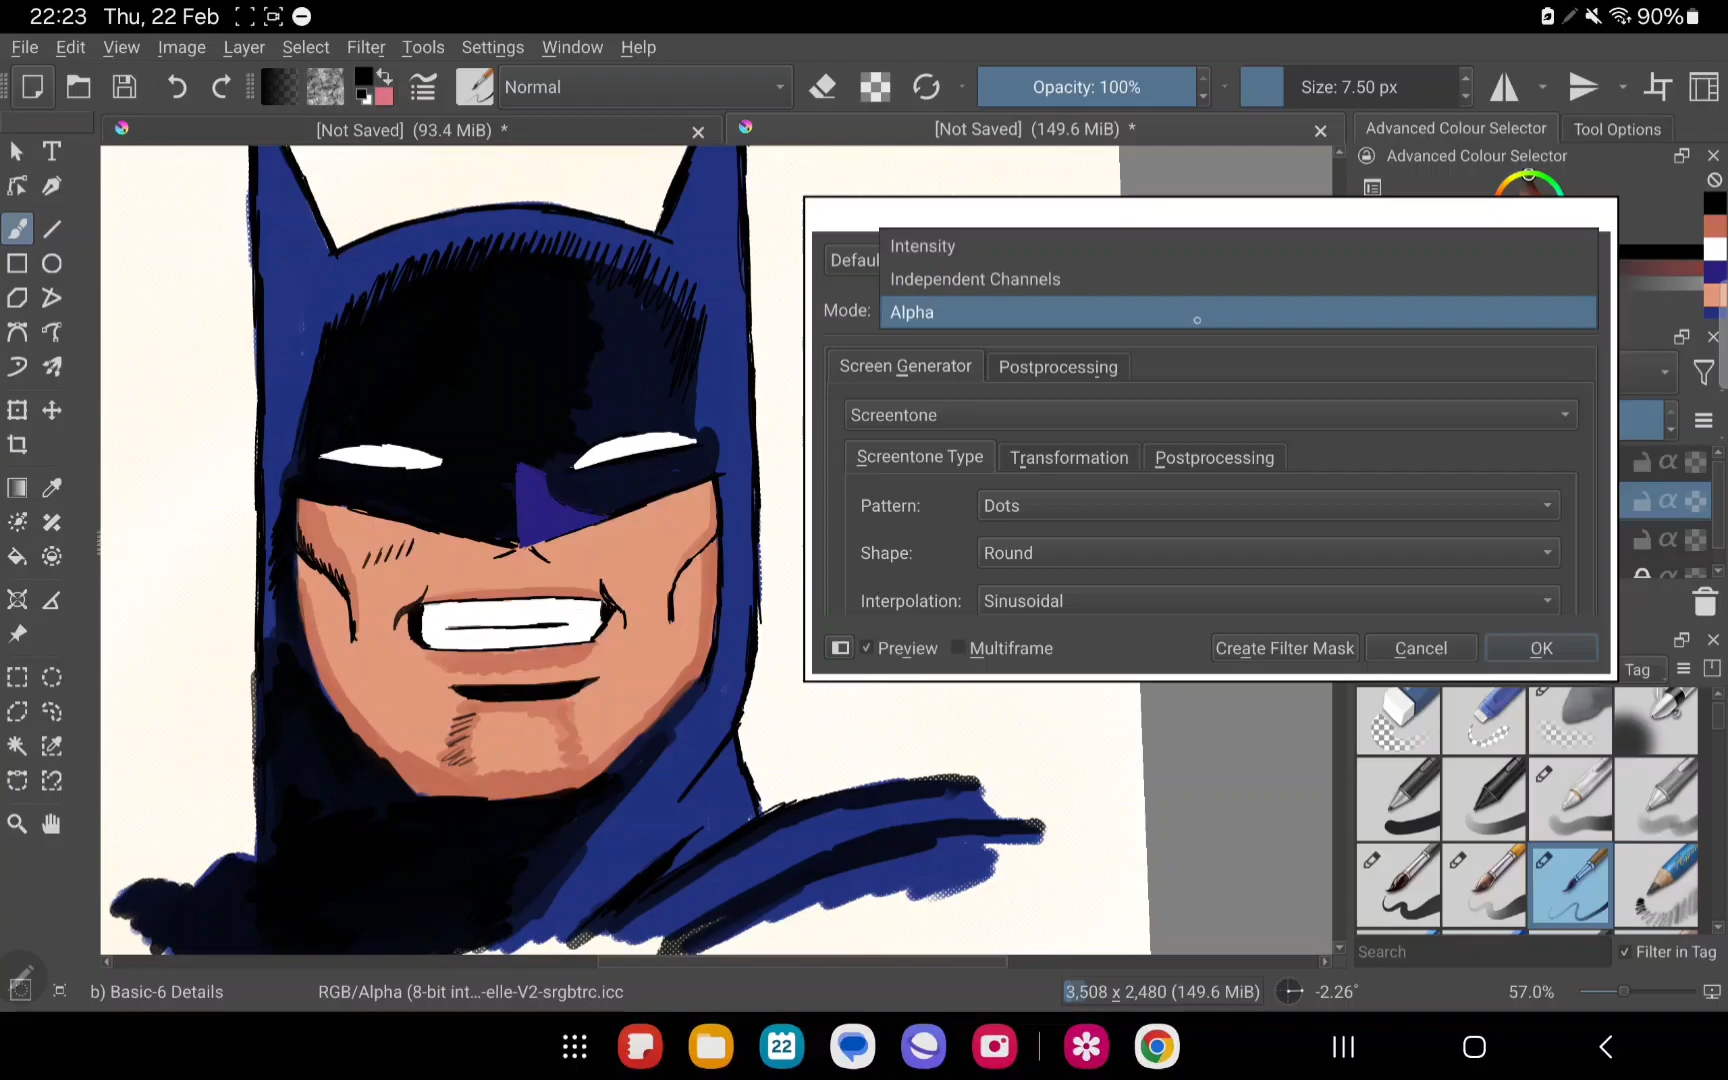 22:23 Thu, 22 Feb 90%
File Edit View Image Layer Select Filter Tools Settings Window Help
Normal Opacity: 100% Size: 7.50 px
[Not Saved] (93.4 MiB) * [Not Saved] (149.6 MiB) * Advanced Colour Selector Tool Options
Advanced Colour Selector
Intensity
Defaul
Independent Channels
Mode: Alpha
Screen Generator Postprocessing
Screentone
Screentone Type Transformation Postprocessing
Pattern: Dots
Shape: Round
Interpolation: Sinusoidal
Preview Multiframe Create Filter Mask Cancel OK
Tag
Search Filter in Tag
b) Basic-6 Details RGB/Alpha (8-bit int...-elle-V2-srgbtrc.icc 3,508 x 2,480 (149.6 MiB) -2.26° 57.0%
22